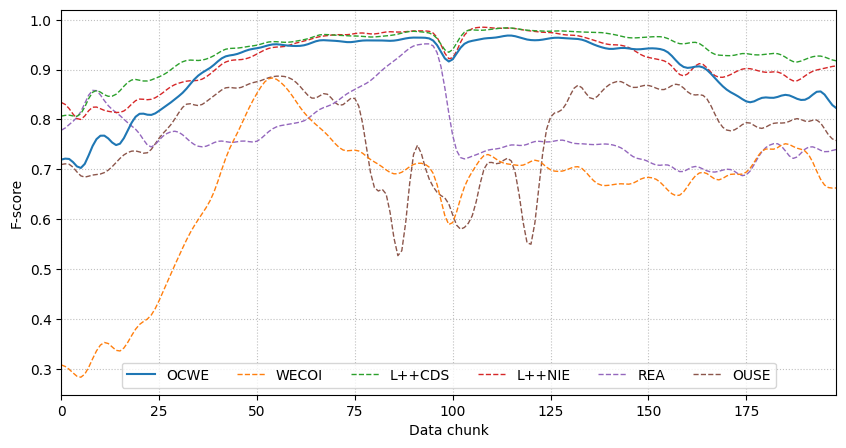 1.0
0.9
0.8
0.7
0.6
0.5
0.4
0.3
F-score
OCWE WECOI L++CDS L++NIE REA OUSE
0 25 50 75 100 125 150 175
Data chunk